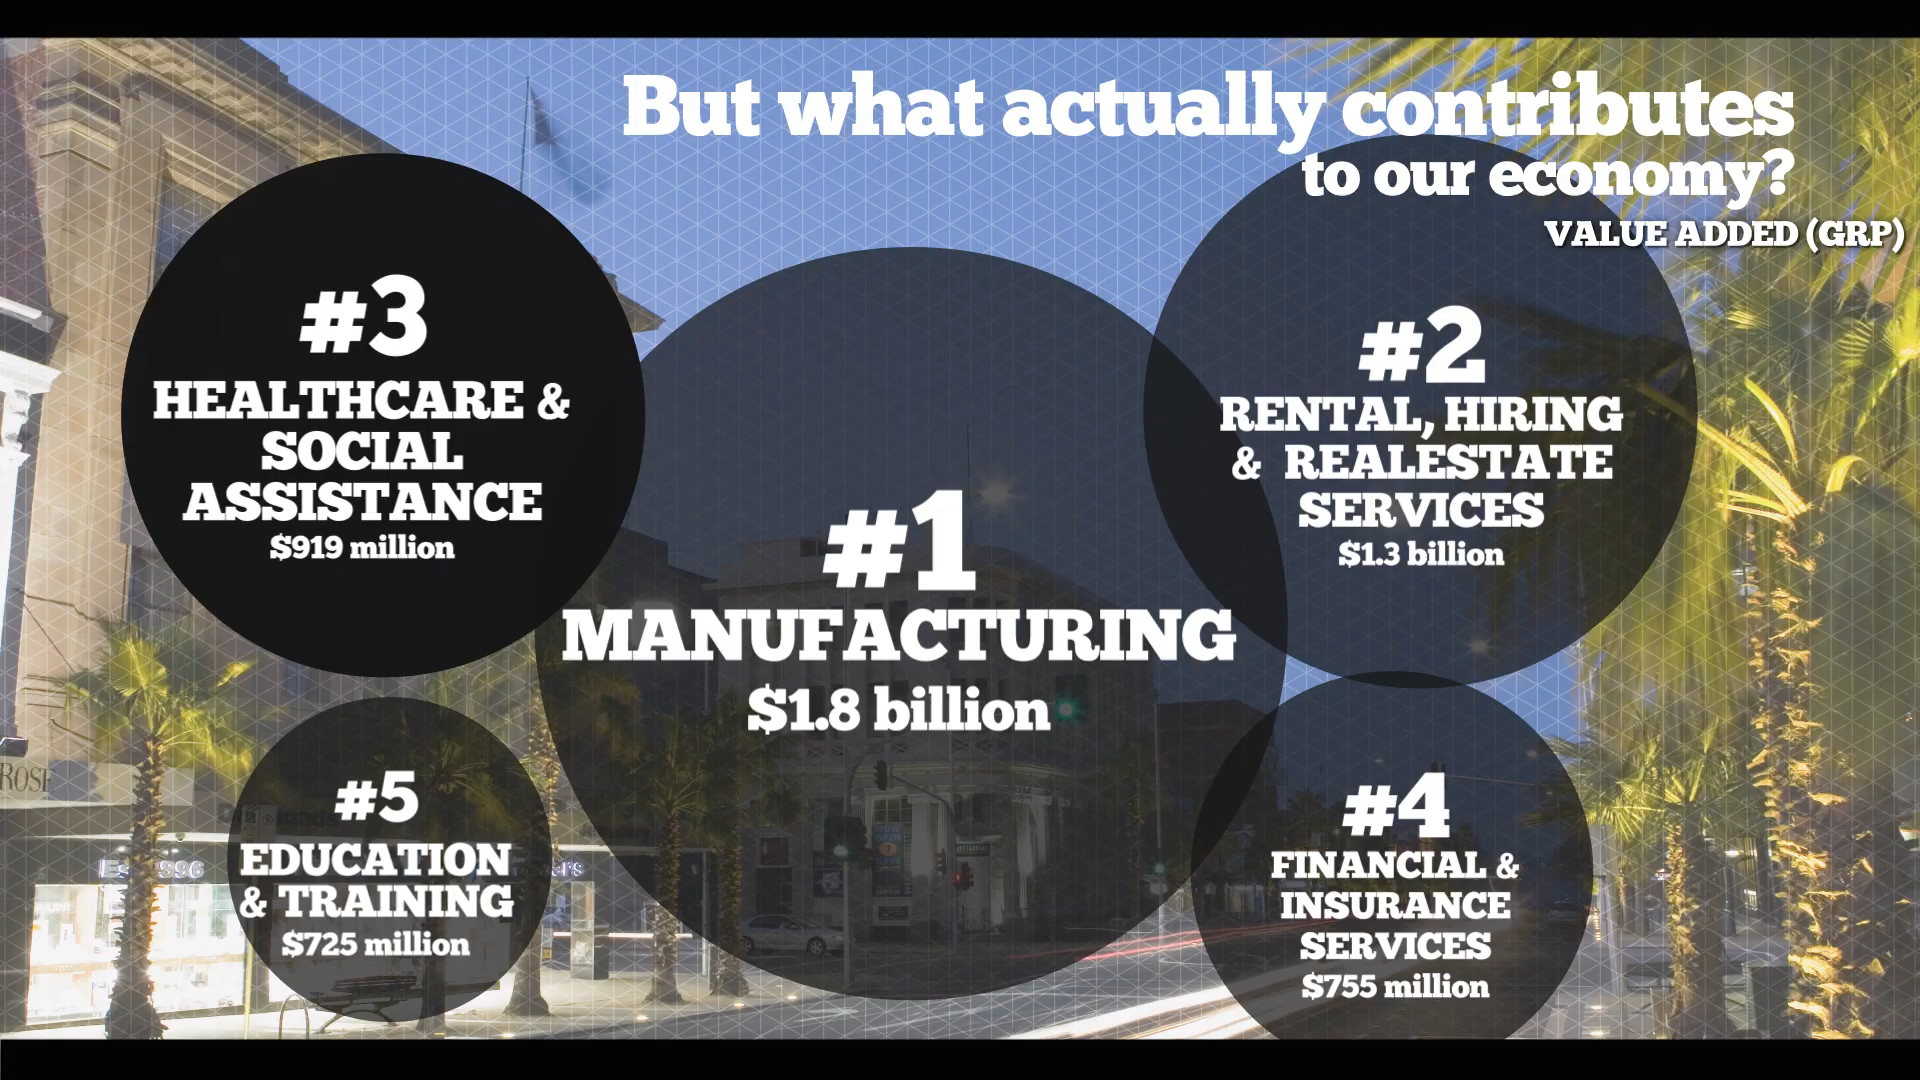 But what actually contributes
to our economy?
VALUE ADDED (GRP)
#3
HEALTHCARE &
SOCIAL
ASSISTANCE
$919 million
#1
MANUFACTURING
$1.8 billion
#2
RENTAL, HIRING
& REALESTATE
SERVICES
$1.3 billion
#5
EDUCATION
& TRAINING
$725 million
#4
FINANCIAL &
INSURANCE
SERVICES
$755 million
ROSE